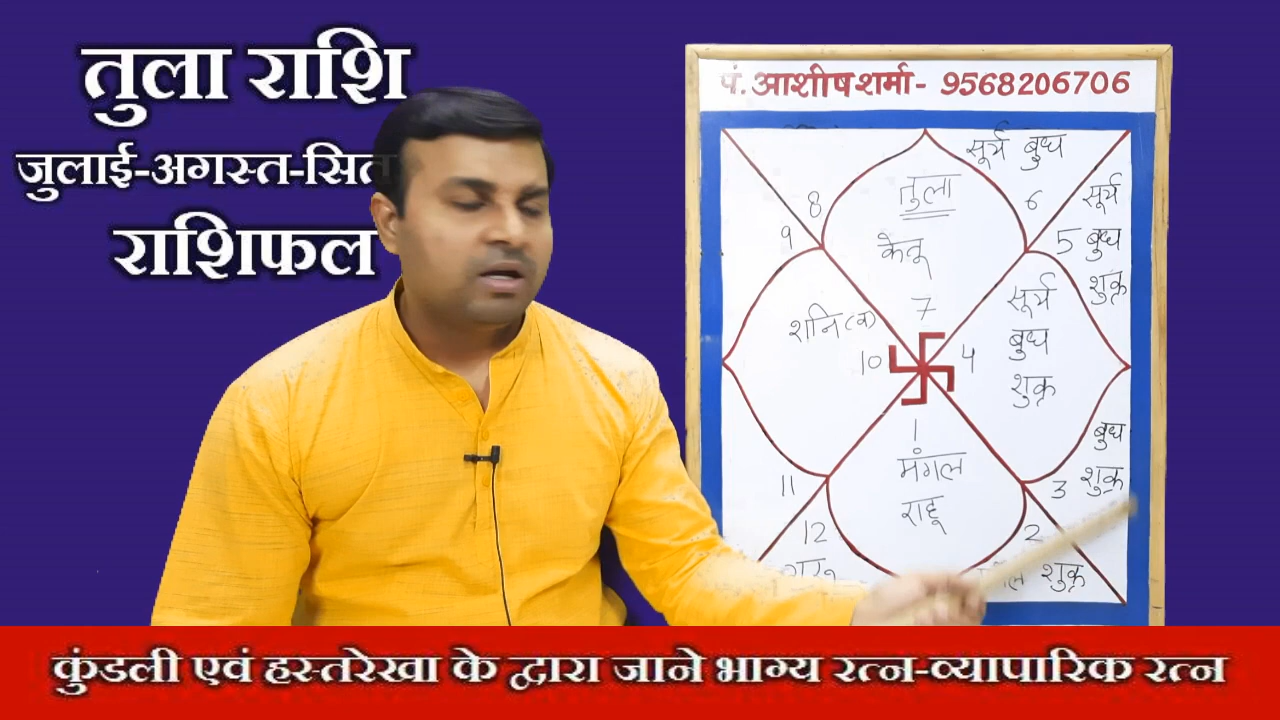 तुला राशि
जुलाई-अगस्त-सित
राशिफल
पं. आशीष शर्मा- 9568206706
सूर्य बुध
तुला
केतू
7
8
9
6
सूर्य
5 बुध
शुक्र
शनि (व)
10
4
सूर्य
बुध
शुक्र
1
मंगल
राहू
11
12
बुध
3 शुक्र
2
शुक्र
कुंडली एवं हस्तरेखा के द्वारा जाने भाग्य रत्न-व्यापारिक रत्न